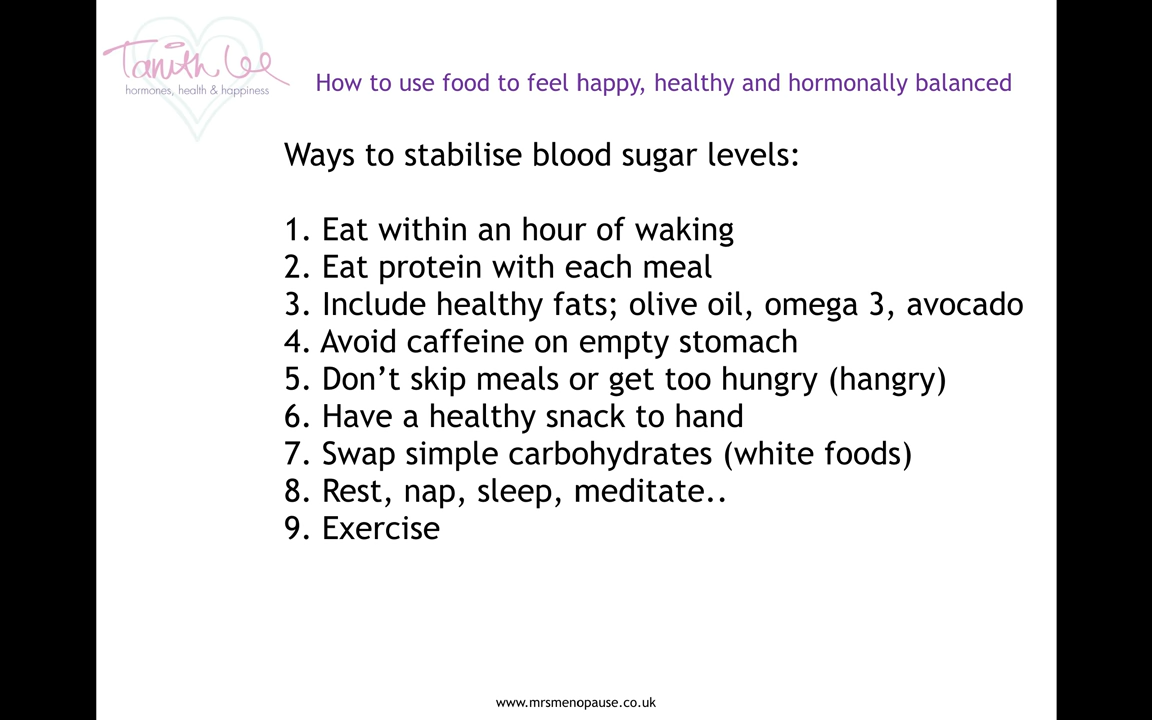 Tanith Lee
hormones, health & happiness
How to use food to feel happy, healthy and hormonally balanced
Ways to stabilise blood sugar levels:
1. Eat within an hour of waking
2. Eat protein with each meal
3. Include healthy fats; olive oil, omega 3, avocado
4. Avoid caffeine on empty stomach
5. Don’t skip meals or get too hungry (hangry)
6. Have a healthy snack to hand
7. Swap simple carbohydrates (white foods)
8. Rest, nap, sleep, meditate..
9. Exercise
www.mrsmenopause.co.uk